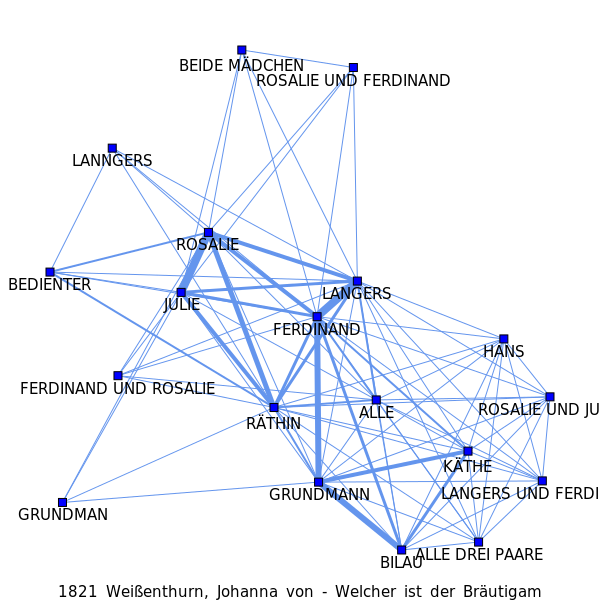 BEIDE MÄDCHEN
ROSALIE UND FERDINAND
LANNGERS
ROSALIE
BEDIENTER
LANGERS
JULIE
FERDINAND
HANS
FERDINAND UND ROSALIE
ROSALIE UND JU
ALLE
RÄTHIN
KÄTHE
GRUNDMANN
LANGERS UND FERDI
GRUNDMAN
ALLE DREI PAARE
BILAU
1821 Weißenthurn, Johanna von - Welcher ist der Bräutigam